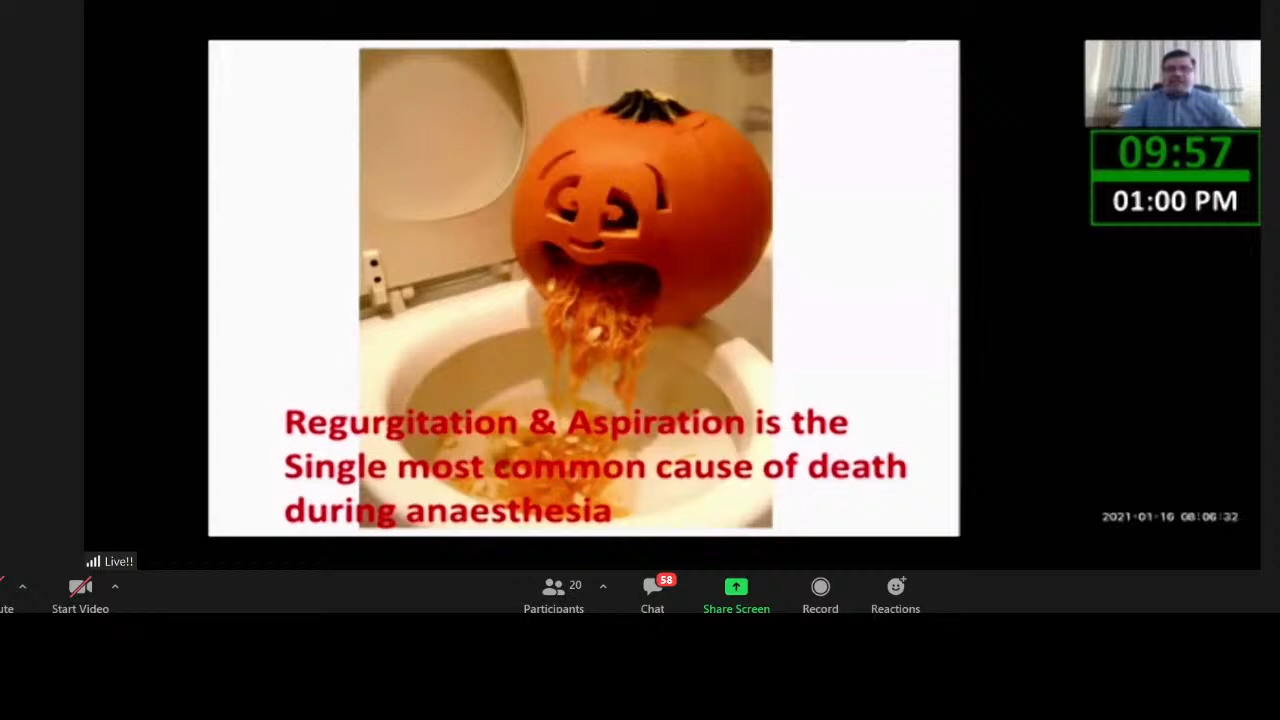 09:57
01:00 PM
Regurgitation & Aspiration is the
Single most common cause of death
during anaesthesia
2021-01-16 08:06:32
Live!!
ute
Start Video
20
Participants
58
Chat
Share Screen
Record
Reactions